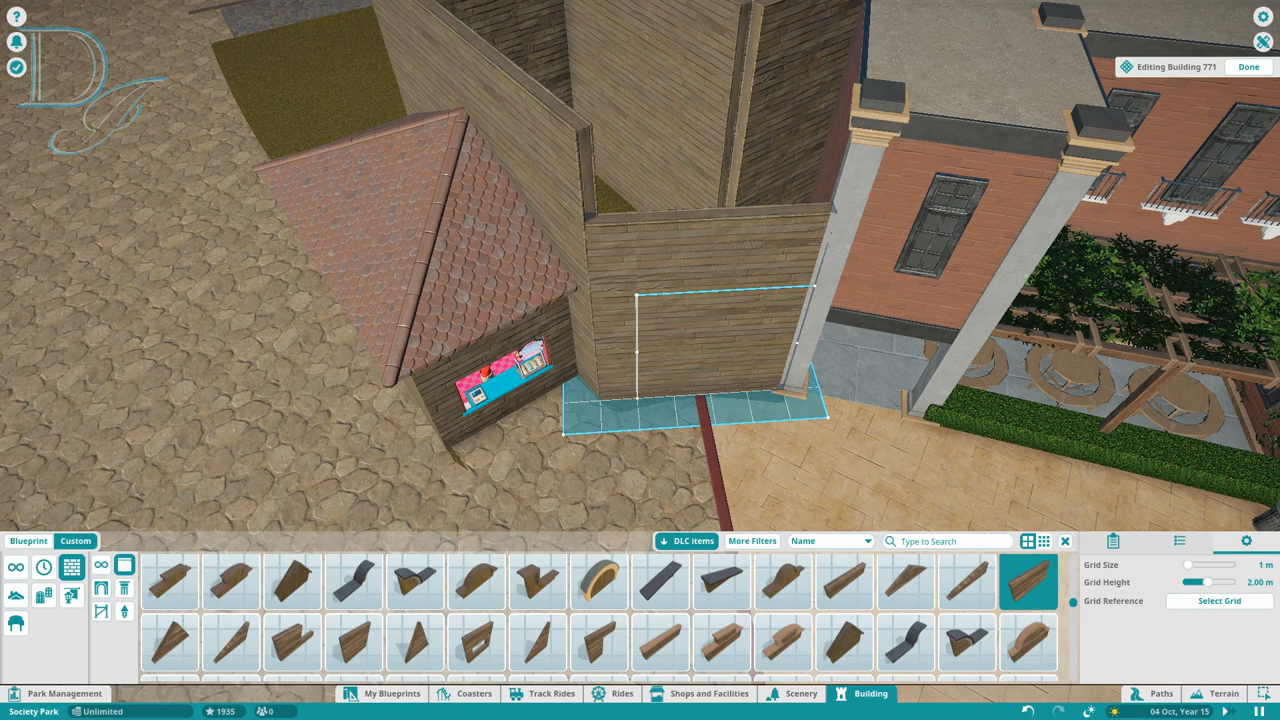 DJ
Editing Building 771
Done
Blueprint
Custom
DLC items
More Filters
Name
Type to Search
Grid Size
1 m
Grid Height
2.00 m
Grid Reference
Select Grid
Park Management
My Blueprints
Coasters
Track Rides
Rides
Shops and Facilities
Scenery
Building
Paths
Terrain
Society Park
Unlimited
1935
0
04 Oct, Year 15